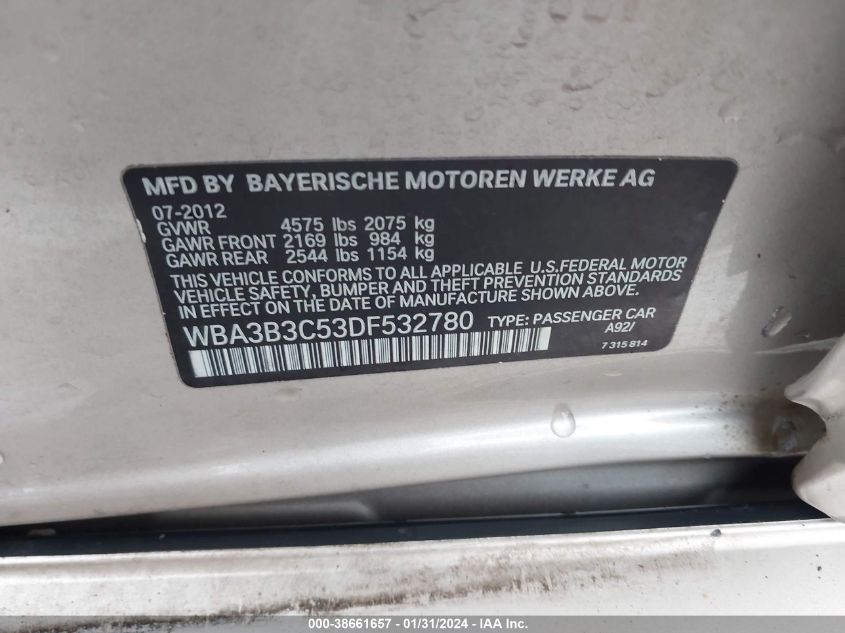 MFD BY BAYERISCHE MOTOREN WERKE AG
07-2012
GVWR 4575 lbs 2075 kg
GAWR FRONT 2169 lbs 984 kg
GAWR REAR 2544 lbs 1154 kg
THIS VEHICLE CONFORMS TO ALL APPLICABLE U.S.FEDERAL MOTOR
VEHICLE SAFETY, BUMPER AND THEFT PREVENTION STANDARDS
IN EFFECT ON THE DATE OF MANUFACTURE SHOWN ABOVE.
WBA3B3C53DF532780 TYPE: PASSENGER CAR
A92/
7 315 814
000-38661657 - 01/31/2024 - IAA Inc.